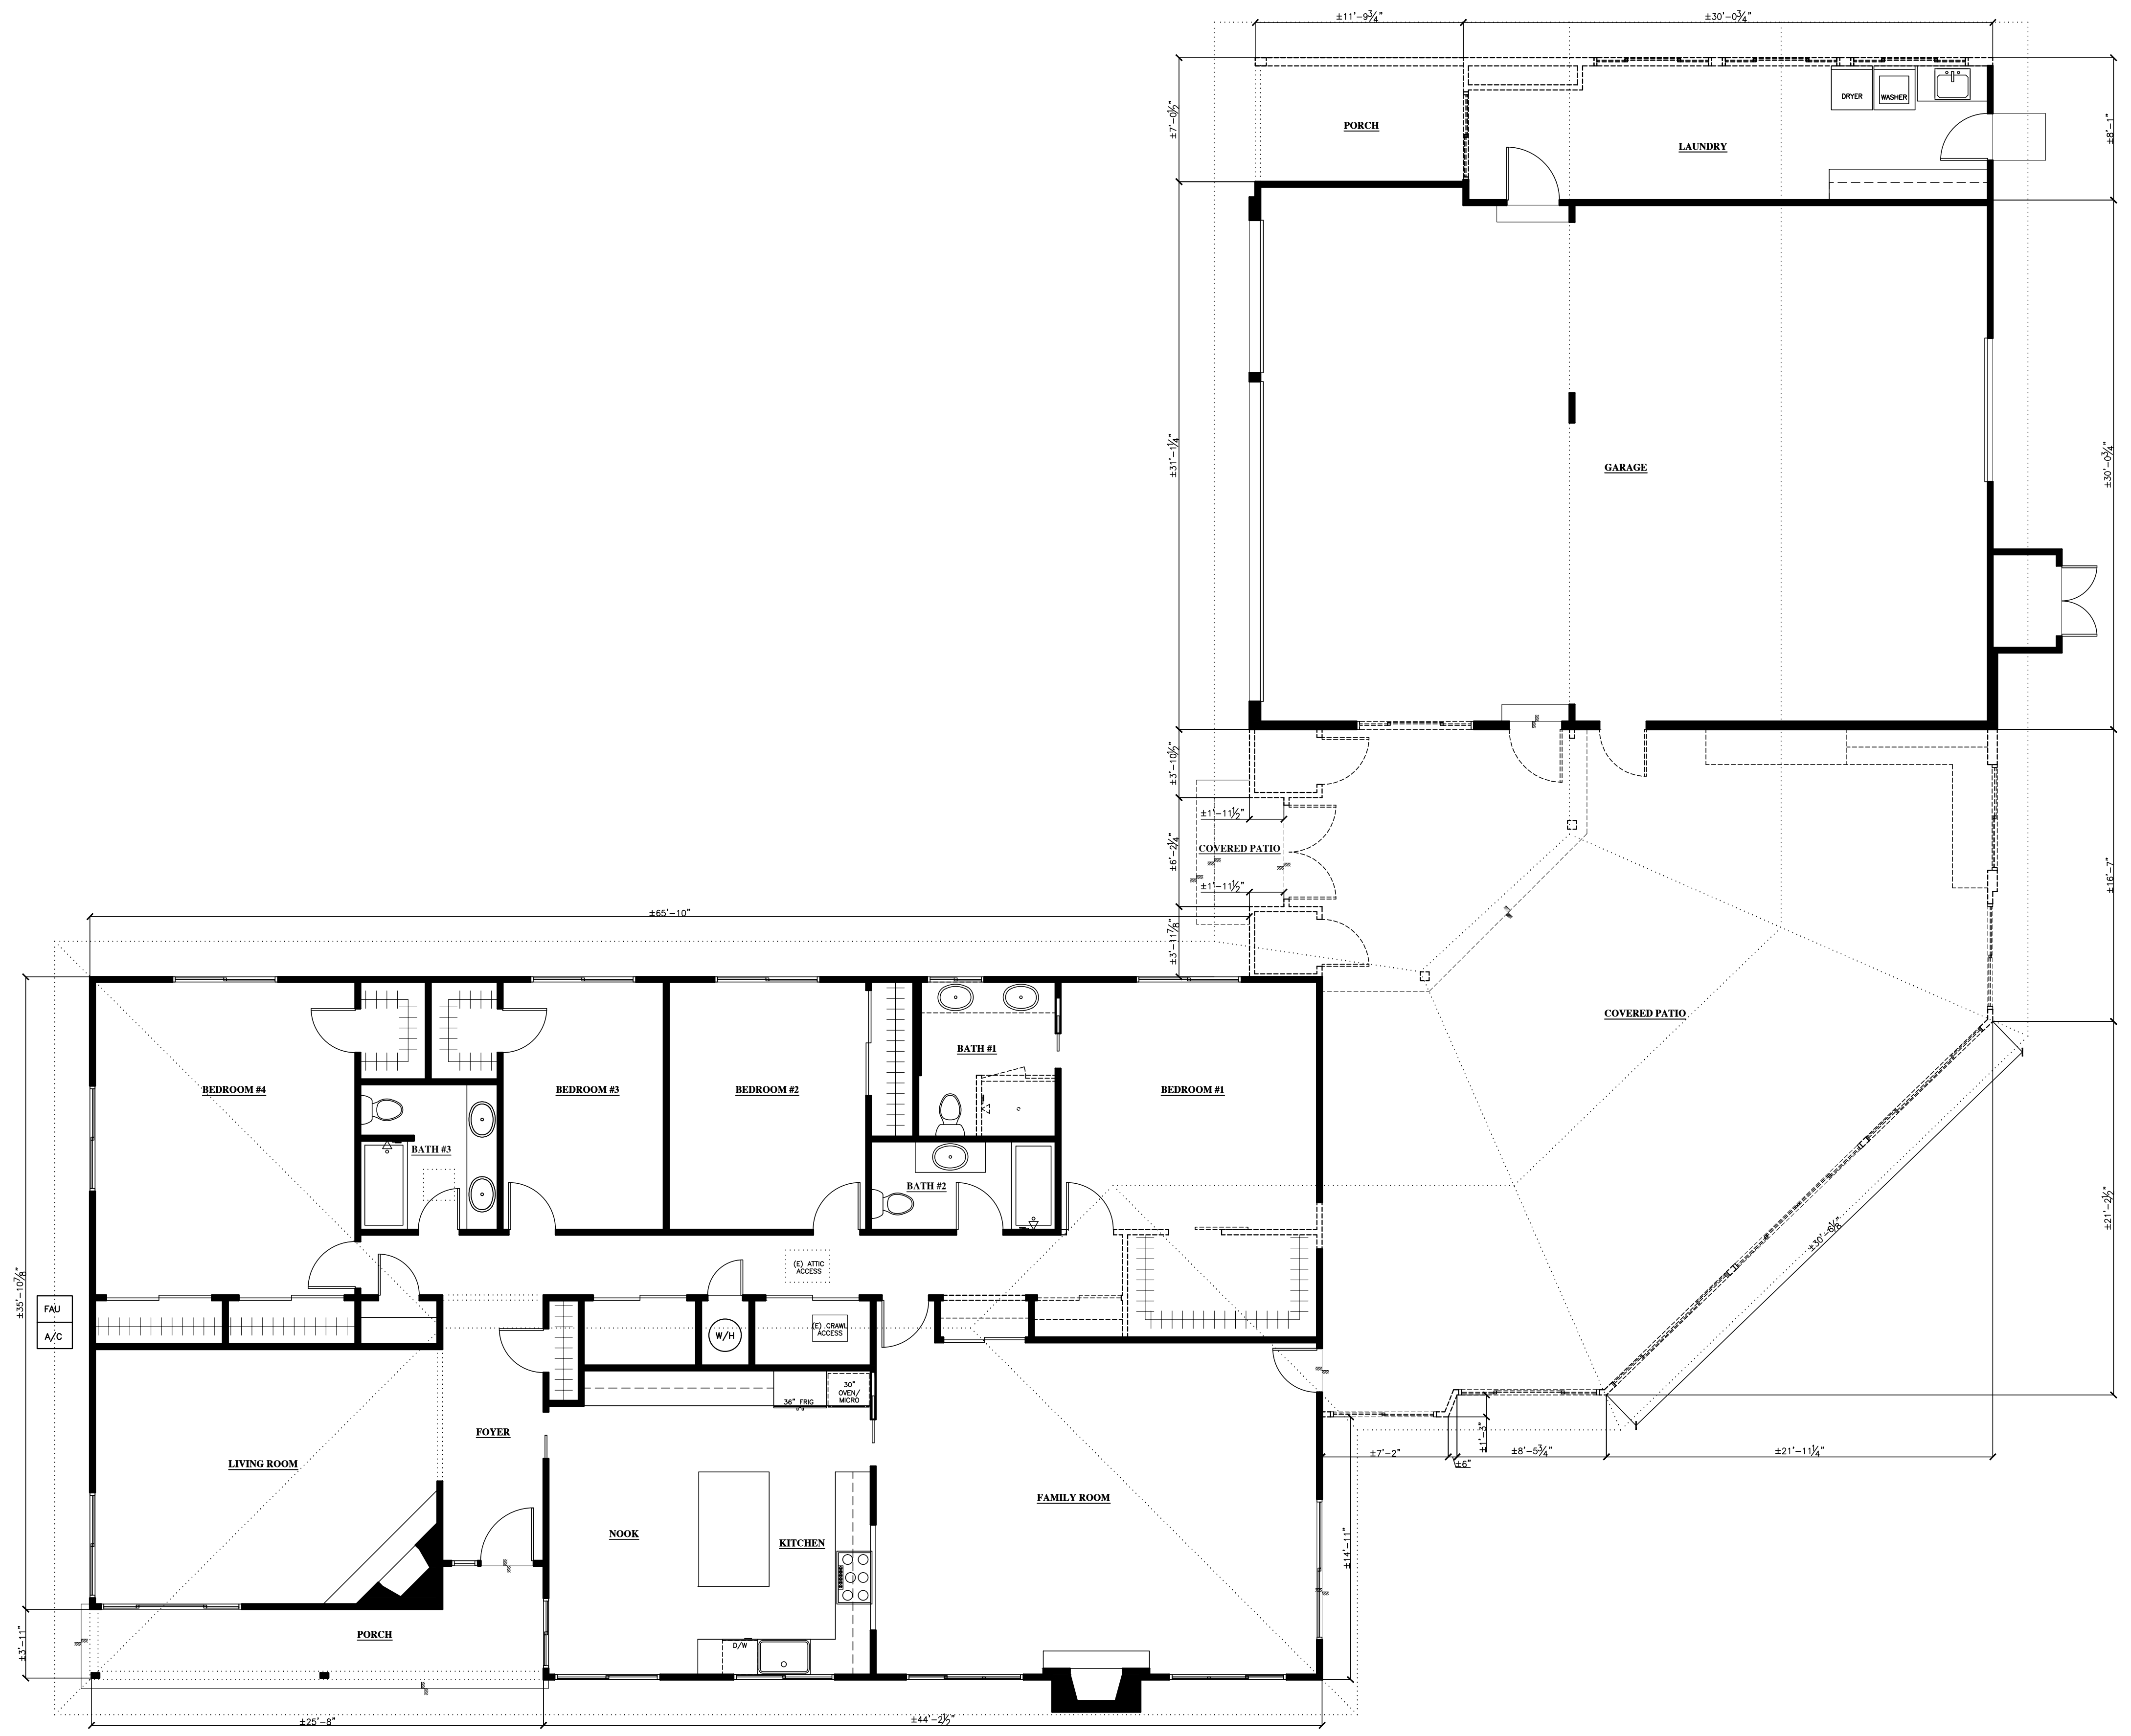 ±11'-9¾"
±30'-0¾"
±7'-0½"
PORCH
DRYER
WASHER
LAUNDRY
±8'-1"
±31'-1¼"
GARAGE
±30'-0¾"
±3'-10½"
±1'-11½"
±6'-2¼"
COVERED PATIO
±1'-11½"
±16'-7"
±65'-10"
±3'-11⅞"
COVERED PATIO
BATH #1
BEDROOM #4
BEDROOM #3
BEDROOM #2
BEDROOM #1
BATH #3
BATH #2
±21'-2½"
±30'-6⅛"
(E) ATTIC
ACCESS
±35'-10⅞"
FAU
A/C
W/H
(E) CRAWL
ACCESS
30"
OVEN/
MICRO
36" FRIG
FOYER
LIVING ROOM
±1'-3"
±7'-2"
±6"
±8'-5¾"
±21'-11¼"
FAMILY ROOM
NOOK
KITCHEN
±14'-11"
PORCH
D/W
±3'-11"
±25'-8"
±44'-2½"